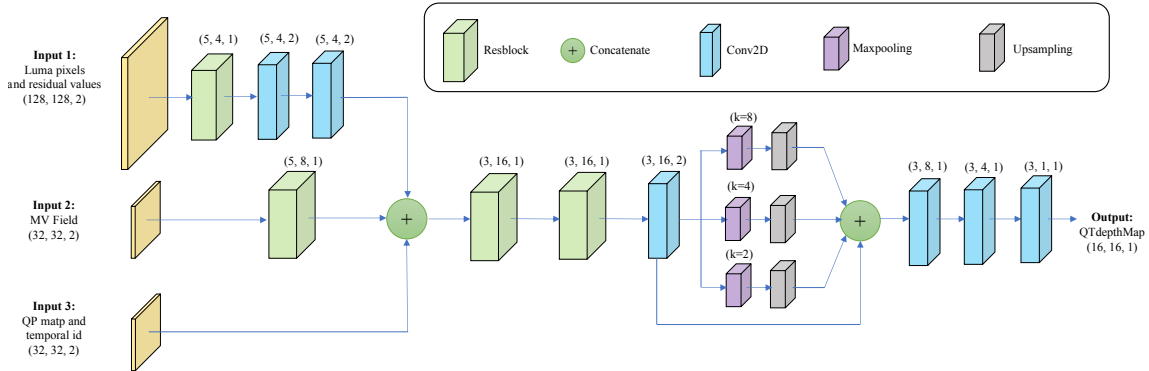 Input 1:
Luma pixels
and residual values
(128, 128, 2)
(5, 4, 1)
(5, 4, 2)
(5, 4, 2)
Resblock
+
Concatenate
Conv2D
Maxpooling
Upsampling
Input 2:
MV Field
(32, 32, 2)
(5, 8, 1)
+
(3, 16, 1)
(3, 16, 1)
(3, 16, 2)
(k=8)
(k=4)
(k=2)
+
(3, 8, 1)
(3, 4, 1)
(3, 1, 1)
Output:
QTdepthMap
(16, 16, 1)
Input 3:
QP matp and
temporal id
(32, 32, 2)